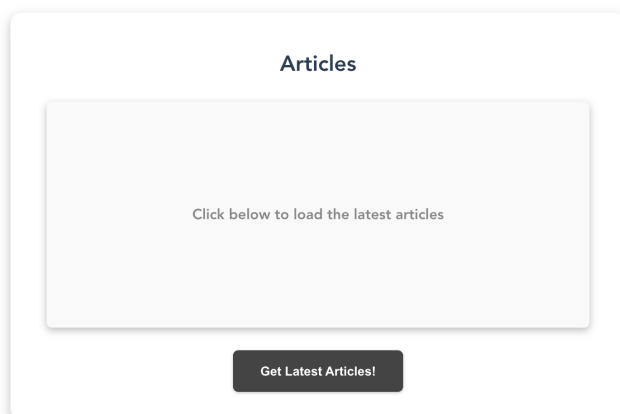 Articles
Click below to load the latest articles
Get Latest Articles!